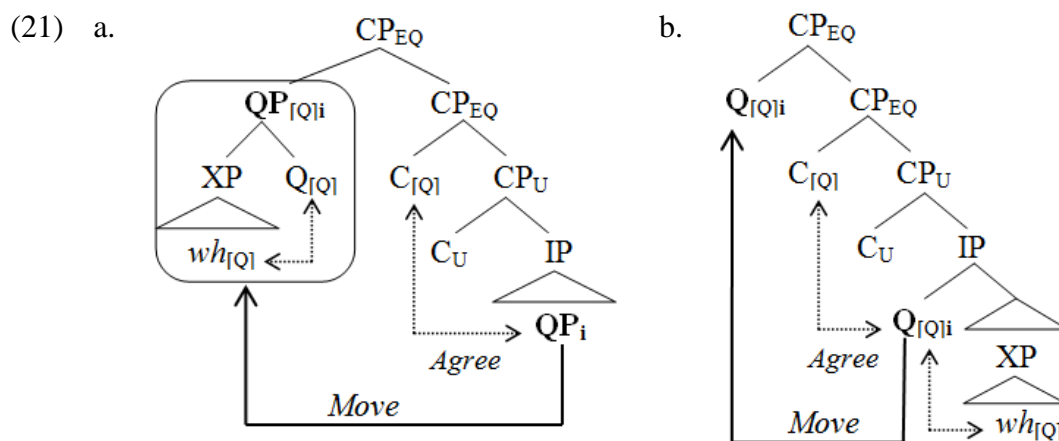 (21) a. CP_EQ b. CP_EQ
QP_[Q]i CP_EQ Q_[Q]i CP_EQ
XP Q_[Q] C_[Q] CP_U C_[Q] CP_U
wh_[Q] C_U IP C_U IP
QP_i Q_[Q]i
Agree Agree XP
Move Move wh_[Q]